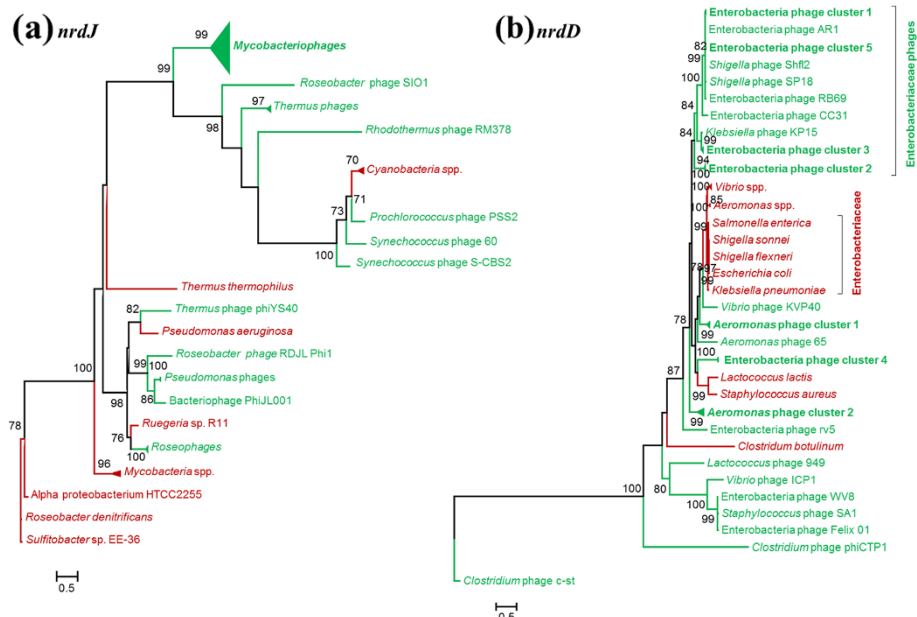 (a) nrdJ
99
Mycobacteriophages
99
Roseobacter phage SIO1
97
Thermus phages
98
Rhodothermus phage RM378
70
Cyanobacteria spp.
71
73
Prochlorococcus phage PSS2
Synechococcus phage 60
100
Synechococcus phage S-CBS2
Thermus thermophilus
82
Thermus phage phiYS40
Pseudomonas aeruginosa
Roseobacter phage RDJL Phi1
99
100
100
Pseudomonas phages
86
Bacteriophage PhiJL001
98
78
Ruegeria sp. R11
76
Roseophages
100
96
Mycobacteria spp.
Alpha proteobacterium HTCC2255
Roseobacter denitrificans
Sulfitobacter sp. EE-36
0.5
(b) nrdD
Enterobacteria phage cluster 1
Enterobacteria phage AR1
82
Enterobacteria phage cluster 5
99
Shigella phage Shfl2
100
Shigella phage SP18
Enterobacteria phage RB69
84
Enterobacteria phage CC31
84
Klebsiella phage KP15
99
Enterobacteria phage cluster 3
94
Enterobacteria phage cluster 2
100
Enterobacteriaceae phages
100
Vibrio spp.
85
100
Aeromonas spp.
99
Salmonella enterica
Shigella sonnei
Shigella flexneri
78
97
Escherichia coli
99
Klebsiella pneumoniae
Enterobacteriaceae
Vibrio phage KVP40
78
Aeromonas phage cluster 1
99
Aeromonas phage 65
100
Enterobacteria phage cluster 4
87
Lactococcus lactis
99
Staphylococcus aureus
Aeromonas phage cluster 2
99
Enterobacteria phage rv5
Clostridum botulinum
Lactococcus phage 949
80
Vibrio phage ICP1
100
100
Enterobacteria phage WV8
Staphylococcus phage SA1
99
Enterobacteria phage Felix 01
Clostridium phage phiCTP1
Clostridium phage c-st
0.5